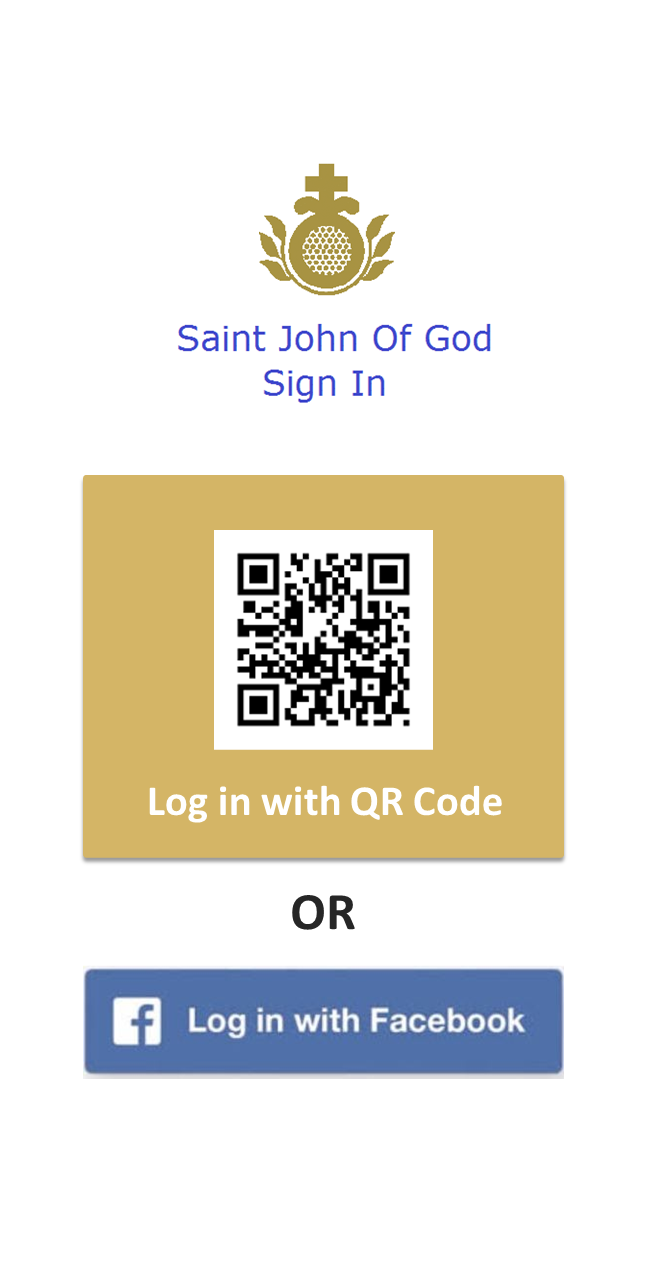 Saint John Of God
Sign In
Log in with QR Code
OR
Log in with Facebook